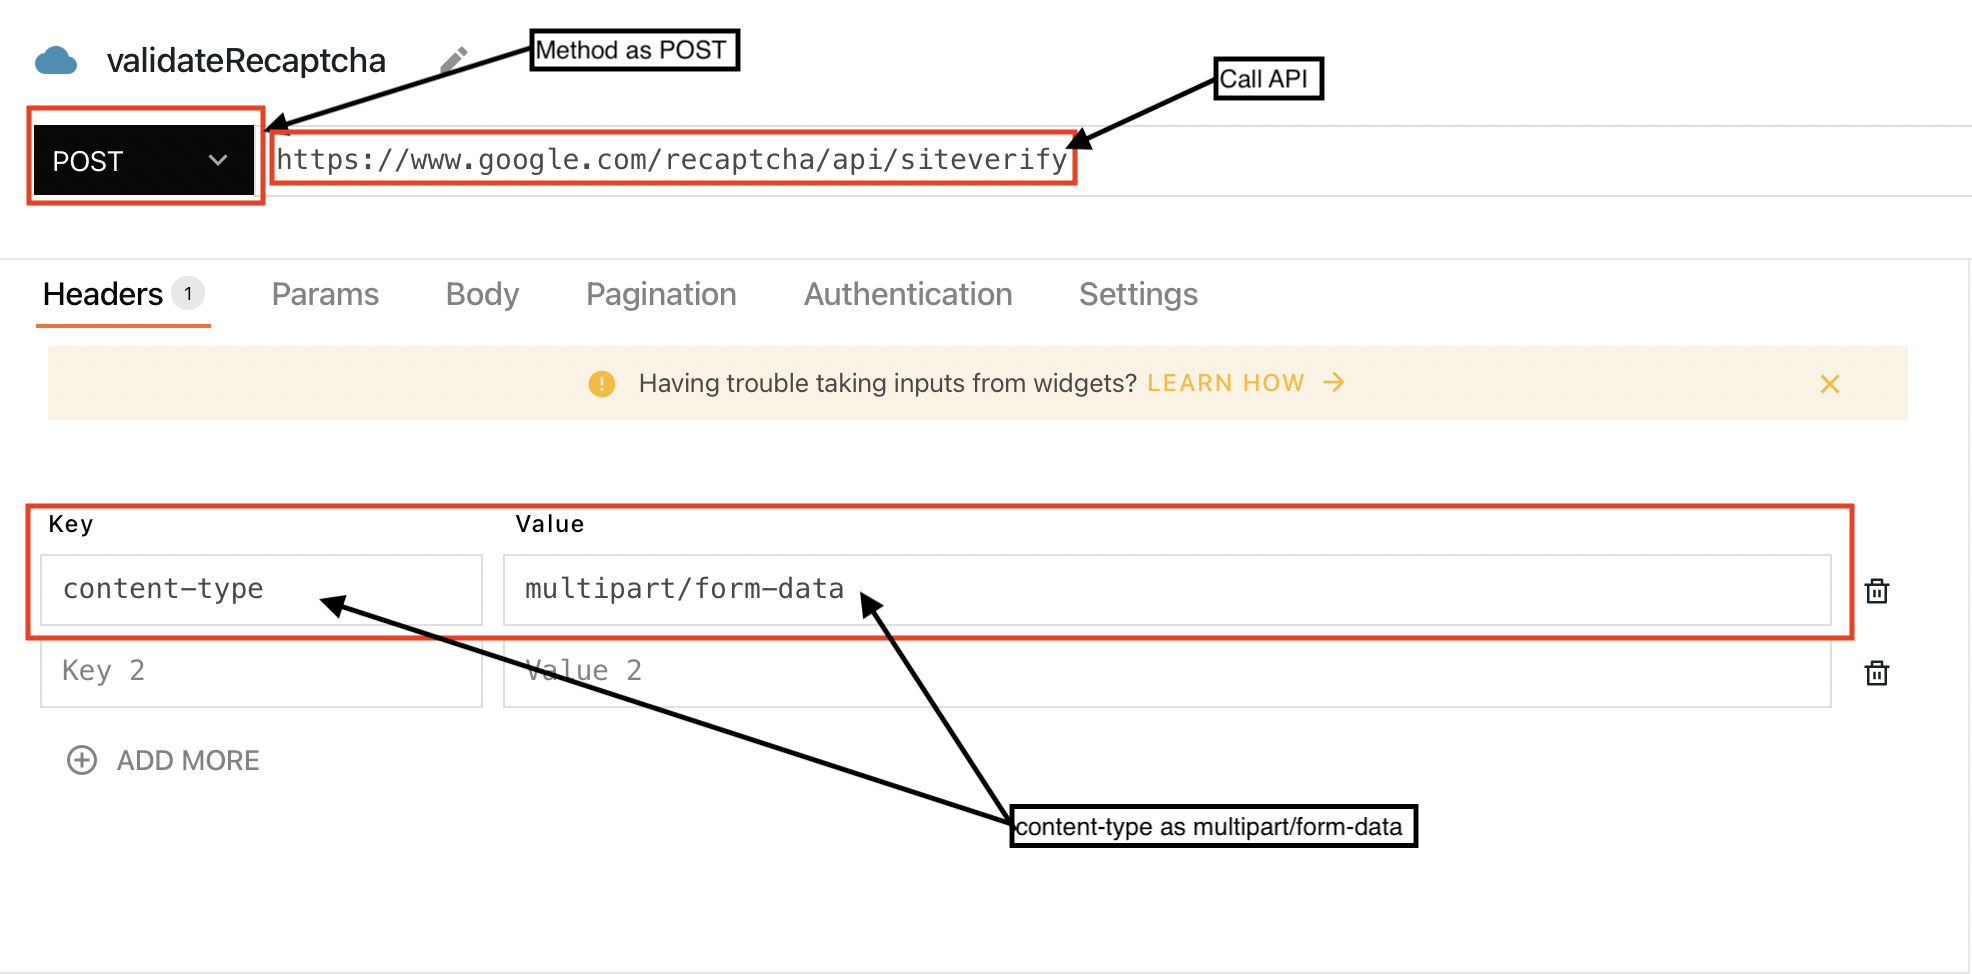 validateRecaptcha
Method as POST
Call API
POST
https://www.google.com/recaptcha/api/siteverify
Headers 1 Params Body Pagination Authentication Settings
Having trouble taking inputs from widgets? LEARN HOW
Key Value
content-type multipart/form-data
Key 2 Value 2
ADD MORE
content-type as multipart/form-data